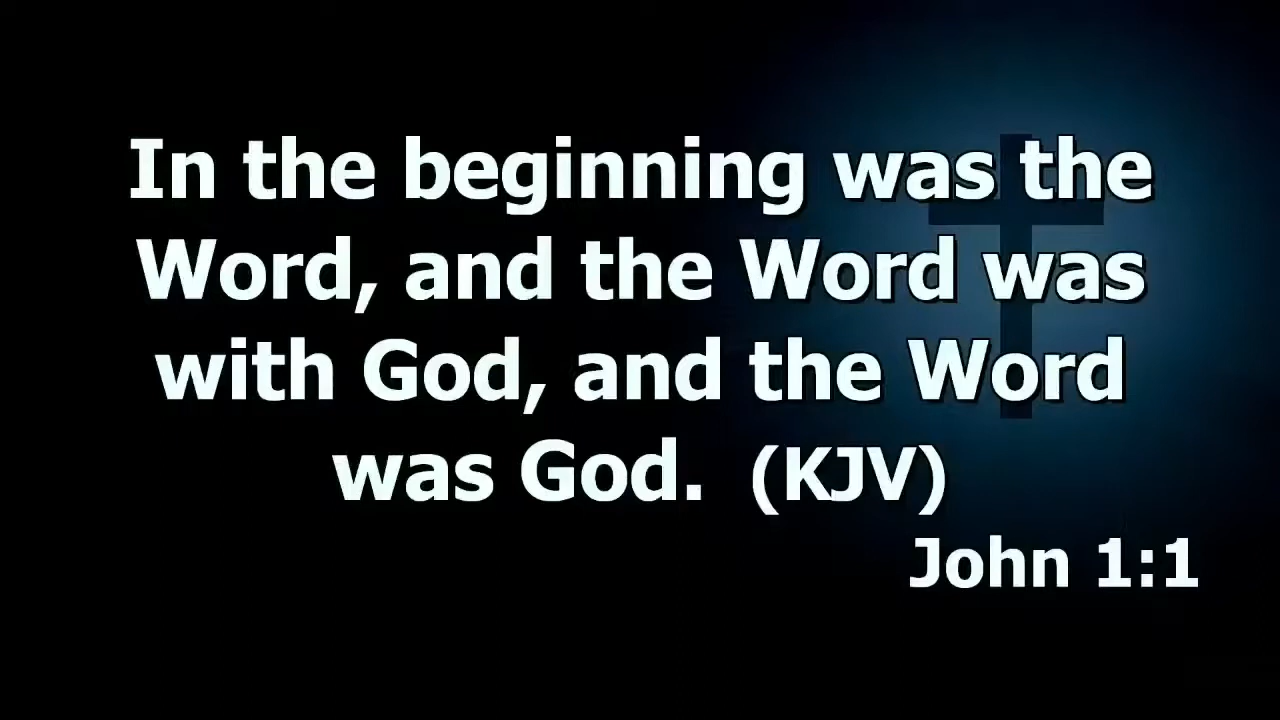 In the beginning was the
Word, and the Word was
with God, and the Word
was God. (KJV)
John 1:1